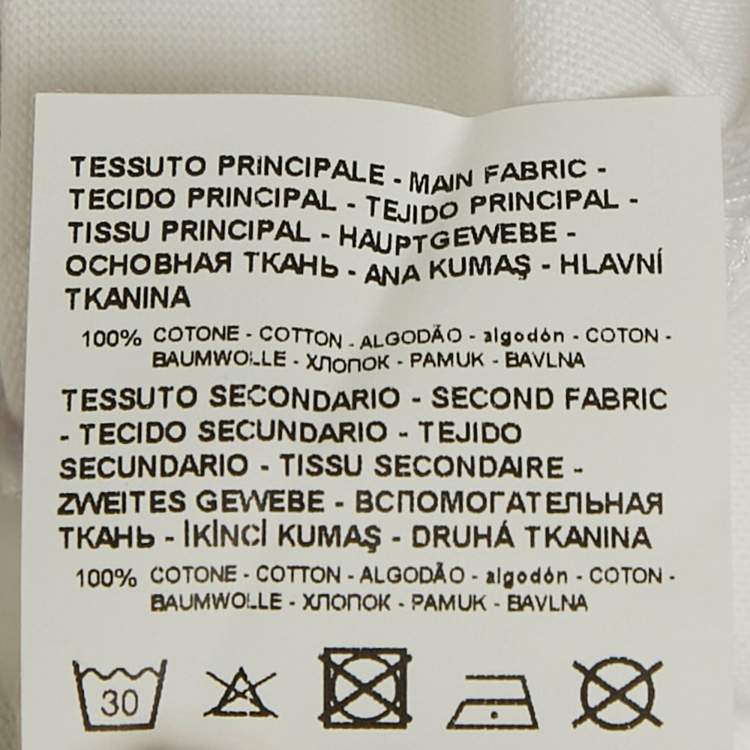 TESSUTO PRINCIPALE - MAIN FABRIC -
TECIDO PRINCIPAL - TEJIDO PRINCIPAL -
TISSU PRINCIPAL - HAUPTGEWEBE -
ОСНОВНАЯ ТКАНЬ - ANA KUMAŞ - HLAVNÍ
TKANINA
100% COTONE - COTTON - ALGODÃO - algodón - COTON -
BAUMWOLLE - ХЛОПОК - PAMUK - BAVLNA
TESSUTO SECONDARIO - SECOND FABRIC
- TECIDO SECUNDARIO - TEJIDO
SECUNDARIO - TISSU SECONDAIRE -
ZWEITES GEWEBE - ВСПОМОГАТЕЛЬНАЯ
ТКАНЬ - İKİNCİ KUMAŞ - DRUHÁ TKANINA
100% COTONE - COTTON - ALGODÃO - algodón - COTON -
BAUMWOLLE - ХЛОПОК - PAMUK - BAVLNA
30